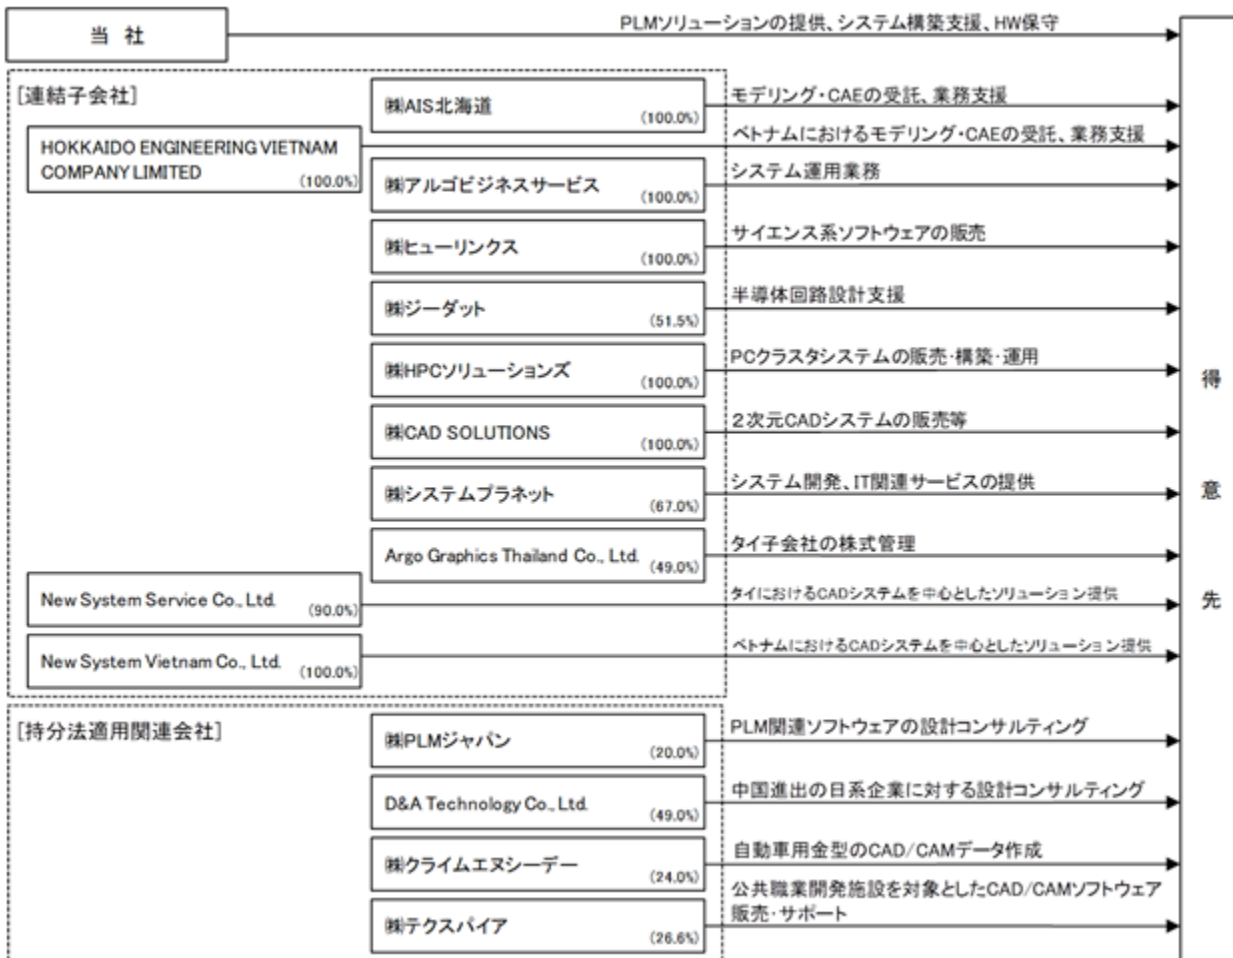 当 社
PLMソリューションの提供、システム構築支援、HW保守
[連結子会社]
㈱AIS北海道
(100.0%)
モデリング・CAEの受託、業務支援
HOKKAIDO ENGINEERING VIETNAM
COMPANY LIMITED
(100.0%)
ベトナムにおけるモデリング・CAEの受託、業務支援
㈱アルゴビジネスサービス
(100.0%)
システム運用業務
㈱ヒューリンクス
(100.0%)
サイエンス系ソフトウェアの販売
㈱ジーダット
(51.5%)
半導体回路設計支援
㈱HPCソリューションズ
(100.0%)
PCクラスタシステムの販売・構築・運用
㈱CAD SOLUTIONS
(100.0%)
２次元CADシステムの販売等
㈱システムプラネット
(67.0%)
システム開発、IT関連サービスの提供
Argo Graphics Thailand Co., Ltd.
(49.0%)
タイ子会社の株式管理
New System Service Co., Ltd.
(90.0%)
タイにおけるCADシステムを中心としたソリューション提供
New System Vietnam Co., Ltd.
(100.0%)
ベトナムにおけるCADシステムを中心としたソリューション提供
[持分法適用関連会社]
㈱PLMジャパン
(20.0%)
PLM関連ソフトウェアの設計コンサルティング
D&A Technology Co., Ltd.
(49.0%)
中国進出の日系企業に対する設計コンサルティング
㈱クライムエヌシーデー
(24.0%)
自動車用金型のCAD/CAMデータ作成
㈱テクスパイア
(26.6%)
公共職業開発施設を対象としたCAD/CAMソフトウェア
販売・サポート
得
意
先